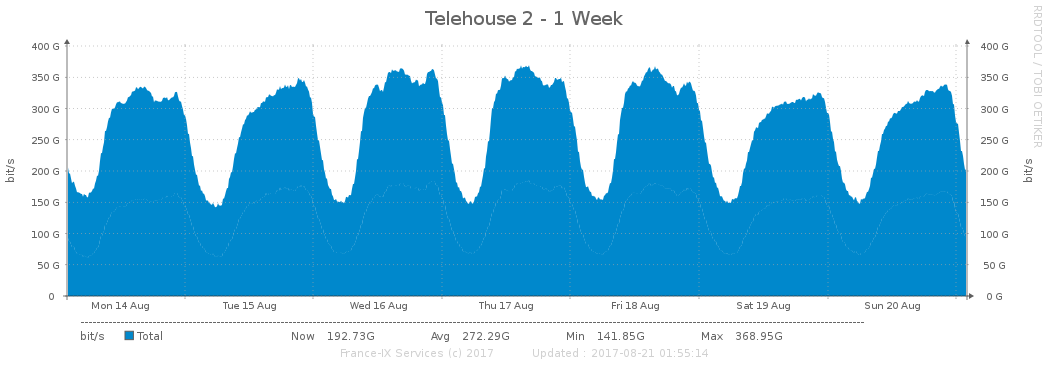 Telehouse 2 - 1 Week
RRDTOOL / TOBI OETIKER
400 G 400 G
350 G 350 G
300 G 300 G
250 G 250 G
200 G 200 G
150 G 150 G
100 G 100 G
50 G 50 G
0 0 G
bit/s bit/s
Mon 14 Aug Tue 15 Aug Wed 16 Aug Thu 17 Aug Fri 18 Aug Sat 19 Aug Sun 20 Aug
bit/s Total Now 192.73G Avg 272.29G Min 141.85G Max 368.95G
France-IX Services (c) 2017 Updated : 2017-08-21 01:55:14